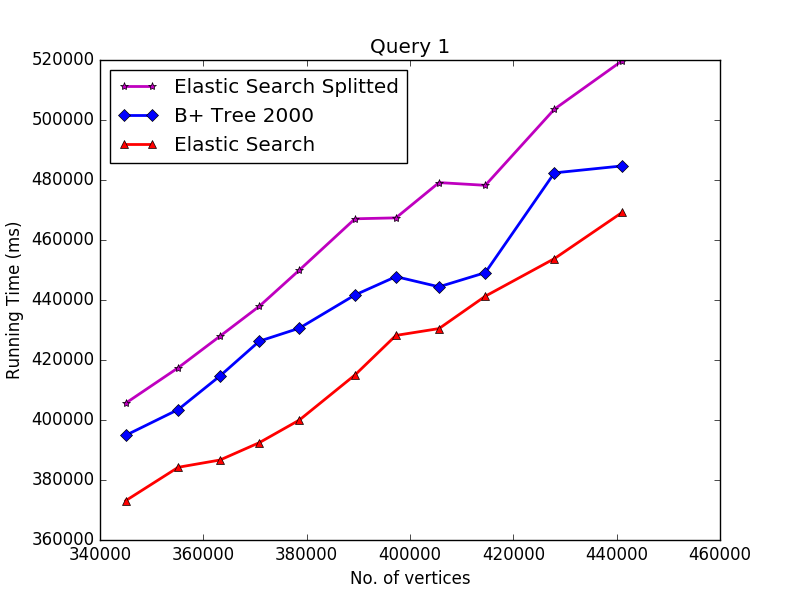 Query 1
520000
500000
480000
460000
440000
420000
400000
380000
360000
Running Time (ms)
Elastic Search Splitted
B+ Tree 2000
Elastic Search
340000 360000 380000 400000 420000 440000 460000
No. of vertices